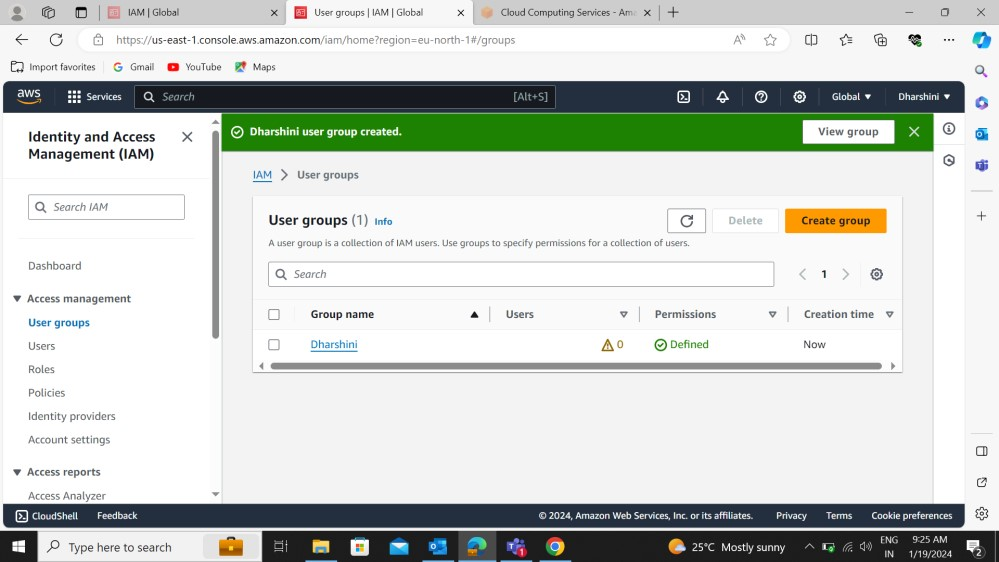 IAM | Global
User groups | IAM | Global
Cloud Computing Services - Ama
https://us-east-1.console.aws.amazon.com/iam/home?region=eu-north-1#/groups
Import favorites
Gmail
YouTube
Maps
aws
Services
Search
[Alt+S]
Global
Dharshini
Identity and Access
Management (IAM)
Search IAM
Dashboard
Access management
User groups
Users
Roles
Policies
Identity providers
Account settings
Access reports
Access Analyzer
Dharshini user group created.
View group
IAM
User groups
User groups (1) Info
Delete
Create group
A user group is a collection of IAM users. Use groups to specify permissions for a collection of users.
Search
1
Group name
Users
Permissions
Creation time
Dharshini
0
Defined
Now
CloudShell
Feedback
© 2024, Amazon Web Services, Inc. or its affiliates.
Privacy
Terms
Cookie preferences
Type here to search
1
25°C Mostly sunny
ENG
IN
9:25 AM
1/19/2024
2